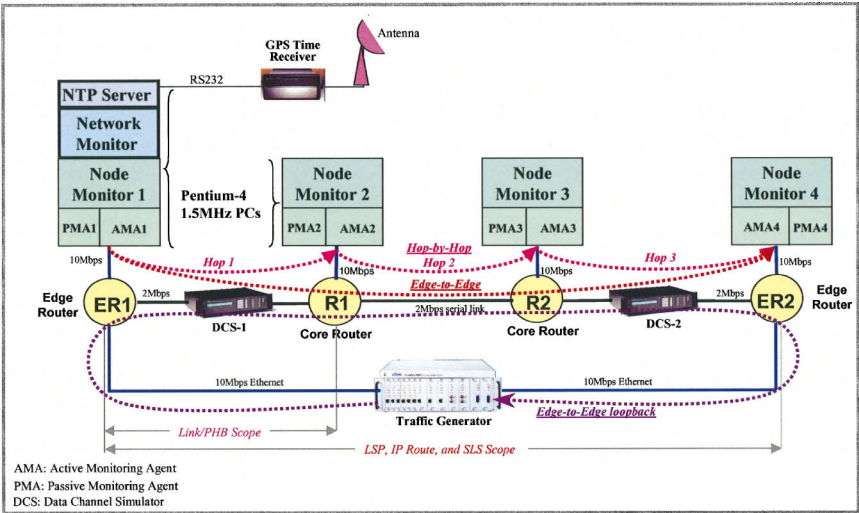 Antenna
GPS Time
Receiver
RS232
NTP Server
Network
Monitor
Node
Monitor 1
PMA1
AMA1
Pentium-4
1.5MHz PCs
Node
Monitor 2
PMA2
AMA2
Node
Monitor 3
PMA3
AMA3
Node
Monitor 4
AMA4
PMA4
Hop 1
Hop-by-Hop
Hop 2
Hop 3
10Mbps
10Mbps
10Mbps
10Mbps
Edge-to-Edge
Edge
Router
ER1
2Mbps
DCS-1
R1
Core Router
2Mbps serial link
R2
Core Router
DCS-2
2Mbps
ER2
Edge
Router
10Mbps Ethernet
10Mbps Ethernet
Traffic Generator
Edge-to-Edge loopback
Link/PHB Scope
LSP, IP Route, and SLS Scope
AMA: Active Monitoring Agent
PMA: Passive Monitoring Agent
DCS: Data Channel Simulator